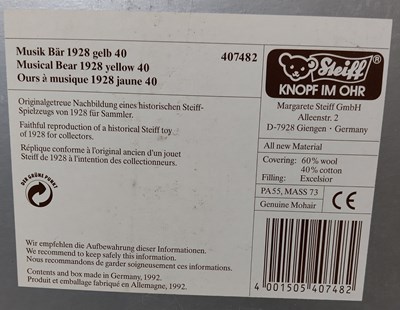 Musik Bär 1928 gelb 40
Musical Bear 1928 yellow 40
Ours à musique 1928 jaune 40
407482
Originalgetreue Nachbildung eines historischen Steiff-
Spielzeugs von 1928 für Sammler.
Faithful reproduction of a historical Steiff toy
of 1928 for collectors.
Réplique conforme à l'original ancien d'un jouet
Steiff de 1928 à l'intention des collectionneurs.
DER GRÜNE PUNKT
Wir empfehlen die Aufbewahrung dieser Informationen.
We recommend to keep safely this information.
Nous recommandons de garder soigneusement ces informations.
Contents and box made in Germany, 1992.
Produit et emballage fabriqué en Allemagne, 1992.
Steiff ®
KNOPF IM OHR
Margarete Steiff GmbH
Alleenstr. 2
D-7928 Giengen · Germany
All new Material
Covering: 60% wool
40% cotton
Filling: Excelsior
PA55, MASS 73
Genuine Mohair
CE
4 001505 407482